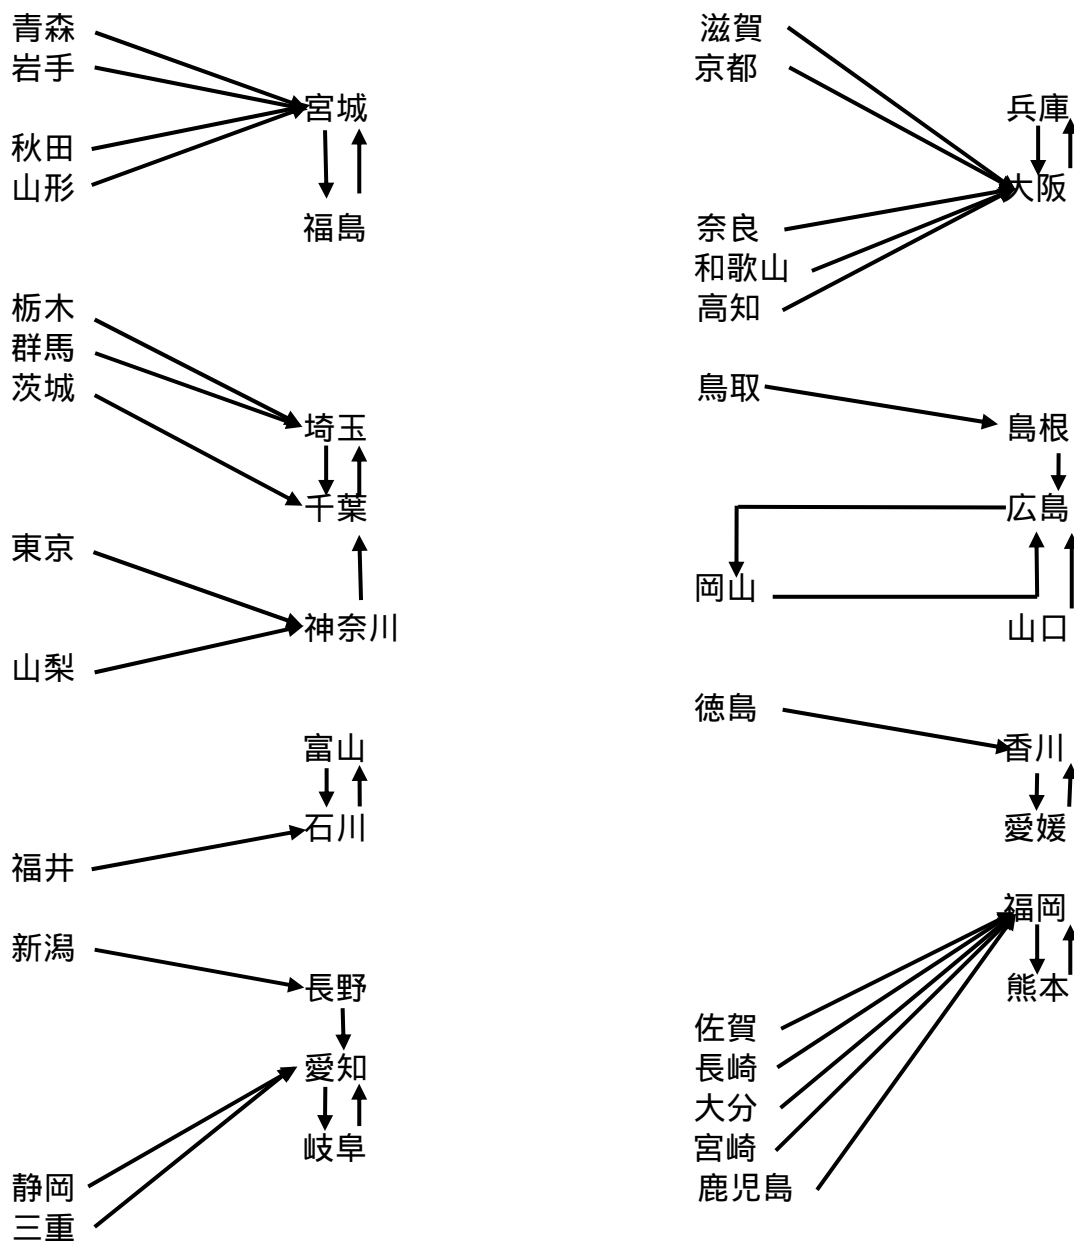 青森
岩手
宮城
秋田
山形
福島
栃木
群馬
茨城
埼玉
千葉
東京
神奈川
山梨
富山
石川
福井
新潟
長野
愛知
岐阜
静岡
三重
滋賀
京都
兵庫
大阪
奈良
和歌山
高知
鳥取
島根
広島
岡山
山口
徳島
香川
愛媛
福岡
熊本
佐賀
長崎
大分
宮崎
鹿児島